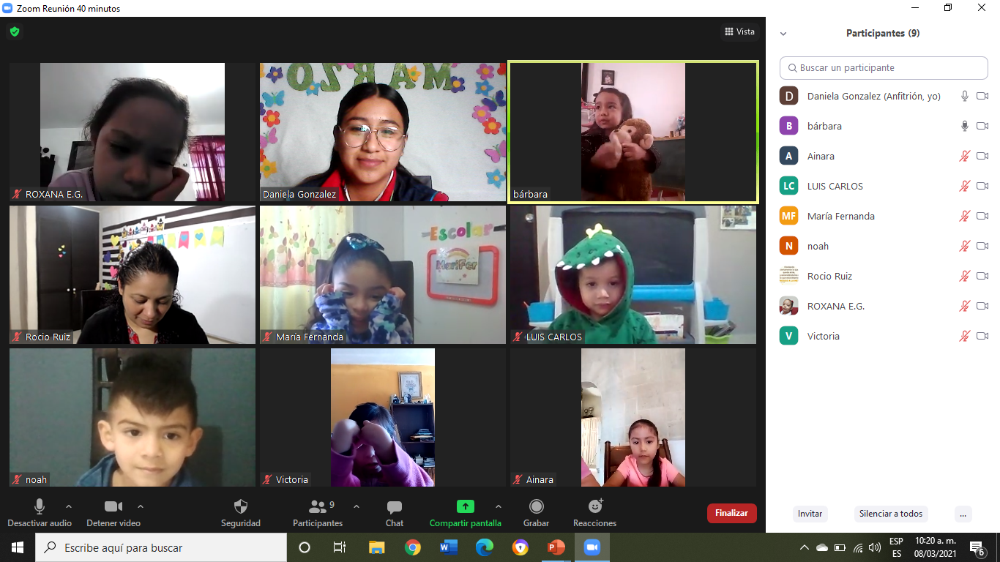 Zoom Reunión 40 minutos
Vista
Participantes (9)
Buscar un participante
D Daniela Gonzalez (Anfitrión, yo)
B bárbara
A Ainara
LC LUIS CARLOS
MF María Fernanda
N noah
Rocio Ruiz
ROXANA E.G.
V Victoria
MARZO
ROXANA E.G.
Daniela Gonzalez
bárbara
Escolar
MariFer
Rocio Ruiz
María Fernanda
LUIS CARLOS
noah
Victoria
Ainara
9
Desactivar audio
Detener video
Seguridad
Participantes
Chat
Compartir pantalla
Grabar
Reacciones
Finalizar
Invitar
Silenciar a todos
...
Escribe aquí para buscar
ESP
ES
10:20 a. m.
08/03/2021
6